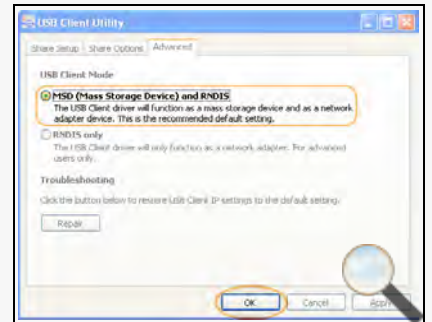 USB Client Utility
Share Setup Share Options Advanced
USB Client Mode
MSD (Mass Storage Device) and RNDIS
The USB Client driver will function as a mass storage device and as a network
adapter device. This is the recommended default setting.
RNDIS only
The USB Client driver will only function as a network adapter. For advanced
users only.
Troubleshooting
Click the button below to restore USB Client IP settings to the default setting.
Repair
OK Cancel Apply